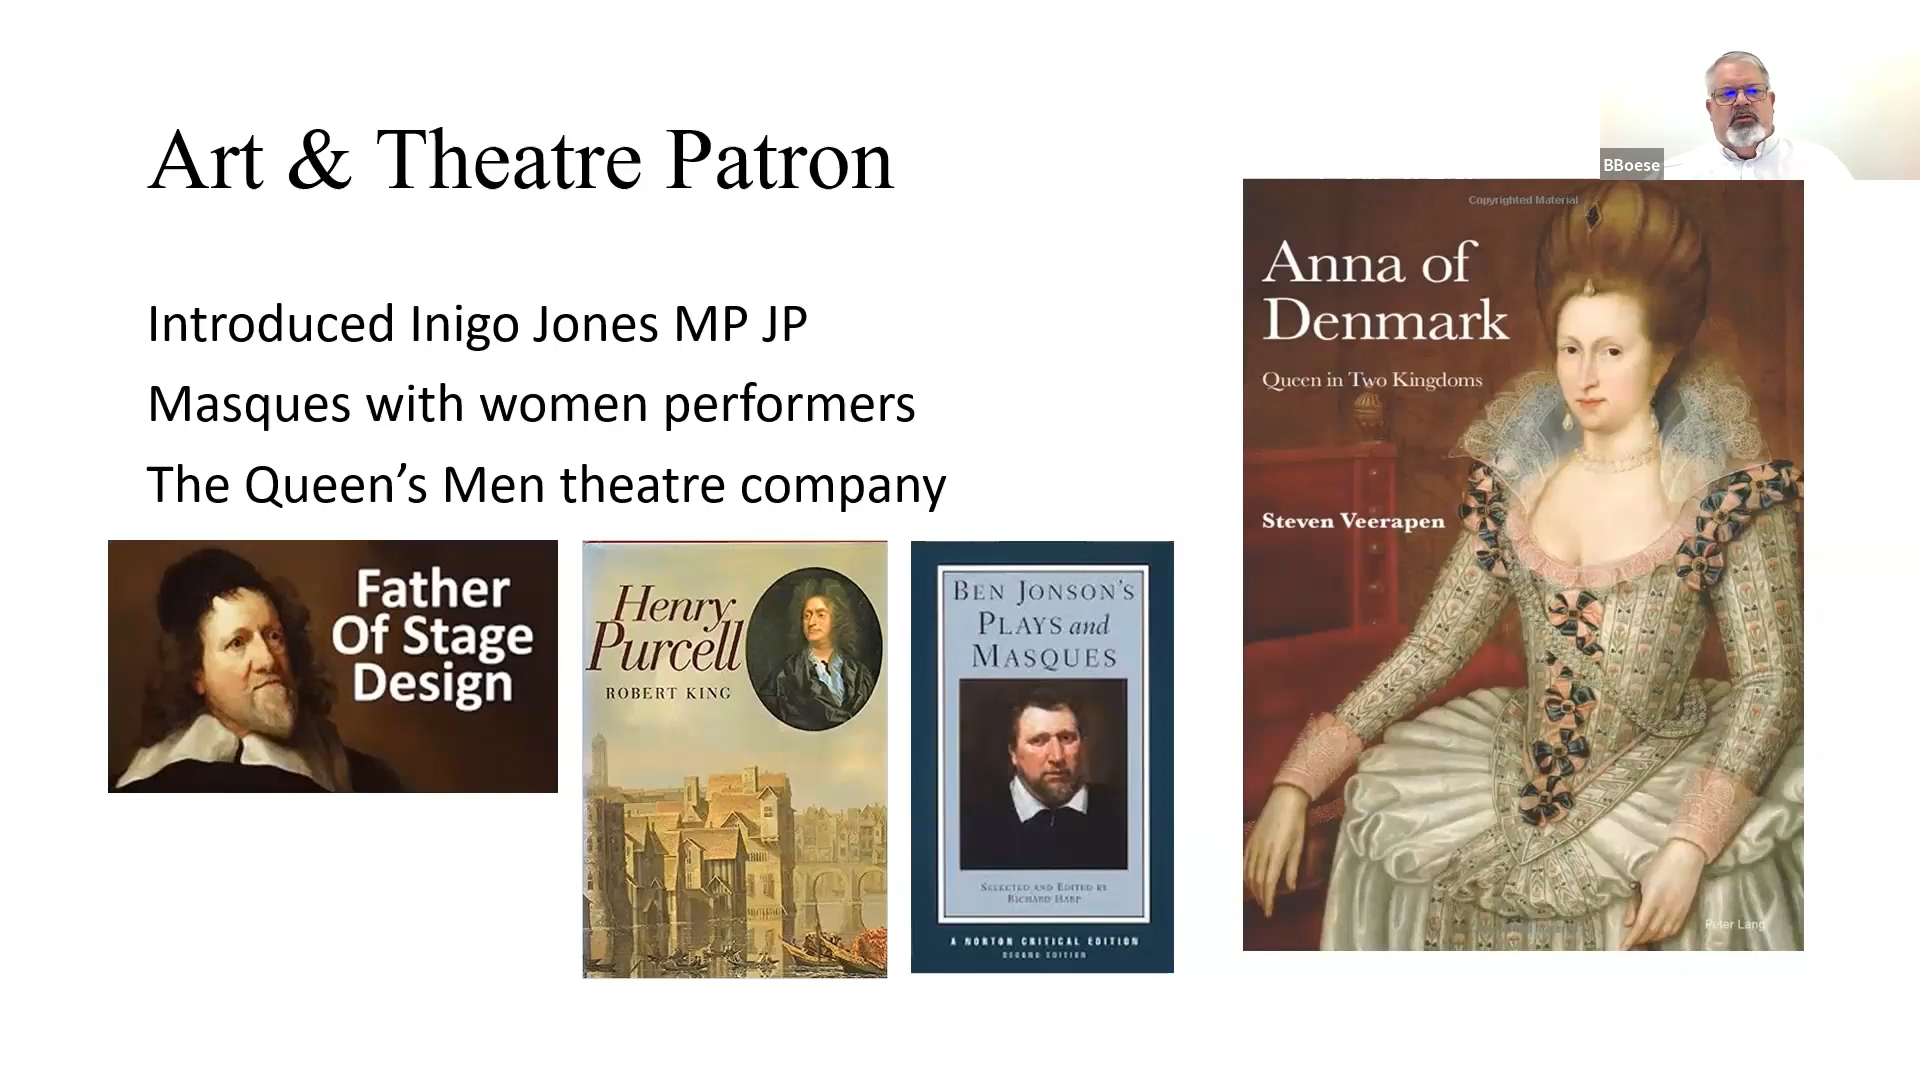 Art & Theatre Patron
BBoese
Introduced Inigo Jones MP JP
Masques with women performers
The Queen’s Men theatre company
Father
Of Stage
Design
Henry
Purcell
ROBERT KING
BEN JONSON'S
PLAYS and
MASQUES
SELECTED AND EDITED BY
RICHARD HARP
A NORTON CRITICAL EDITION
SECOND EDITION
Copyrighted Material
Anna of
Denmark
Queen in Two Kingdoms
Steven Veerapen
Peter Lang